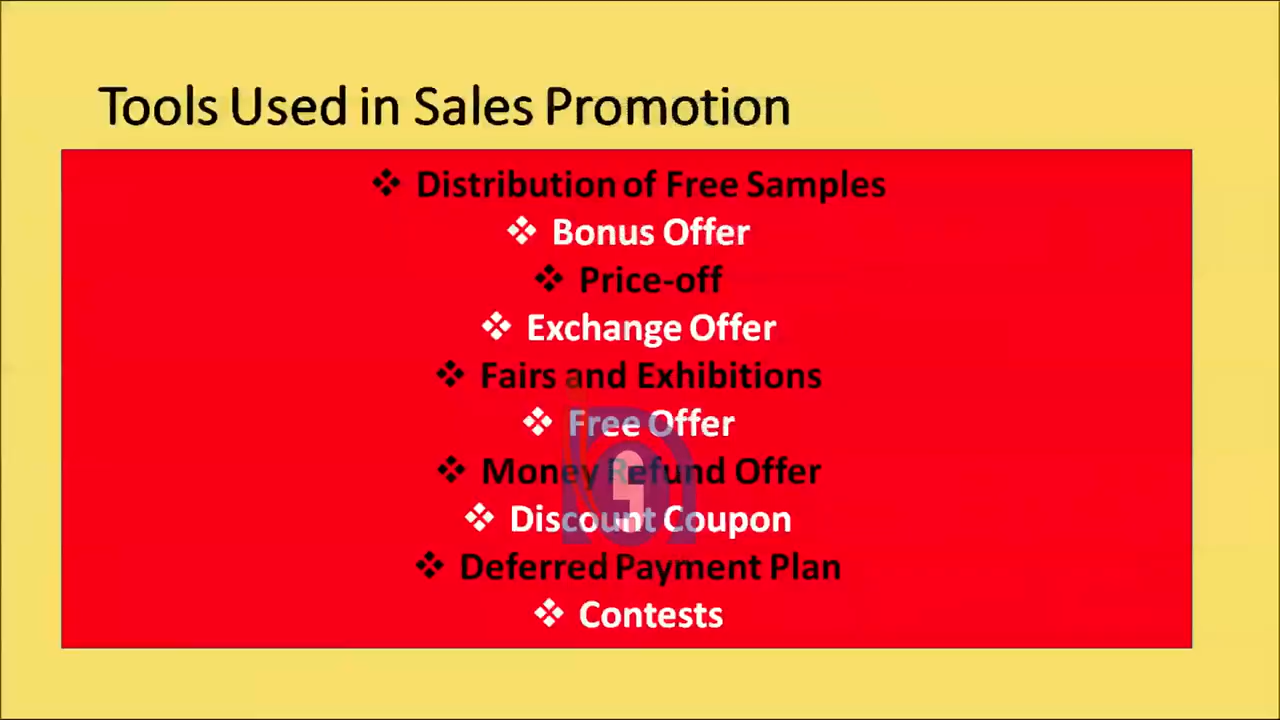 Tools Used in Sales Promotion
❖ Distribution of Free Samples
❖ Bonus Offer
❖ Price-off
❖ Exchange Offer
❖ Fairs and Exhibitions
❖ Free Offer
❖ Money Refund Offer
❖ Discount Coupon
❖ Deferred Payment Plan
❖ Contests